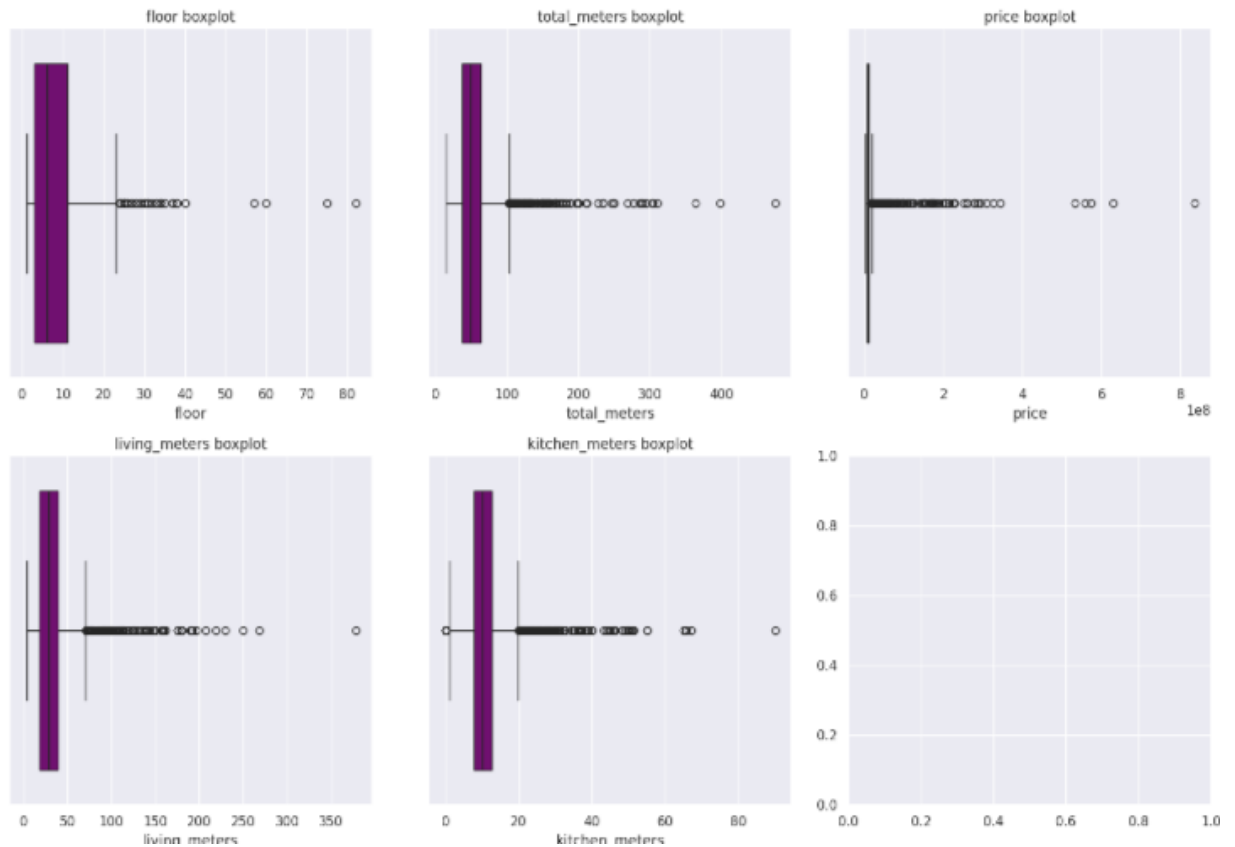 floor boxplot
total_meters boxplot
price boxplot
0 10 20 30 40 50 60 70 80
0 100 200 300 400
0 2 4 6 8
1e8
floor
total_meters
price
living_meters boxplot
kitchen_meters boxplot
1.0
0.8
0.6
0.4
0.2
0.0
0 50 100 150 200 250 300 350
0 20 40 60 80
0.0 0.2 0.4 0.6 0.8 1.0
living_meters
kitchen_meters